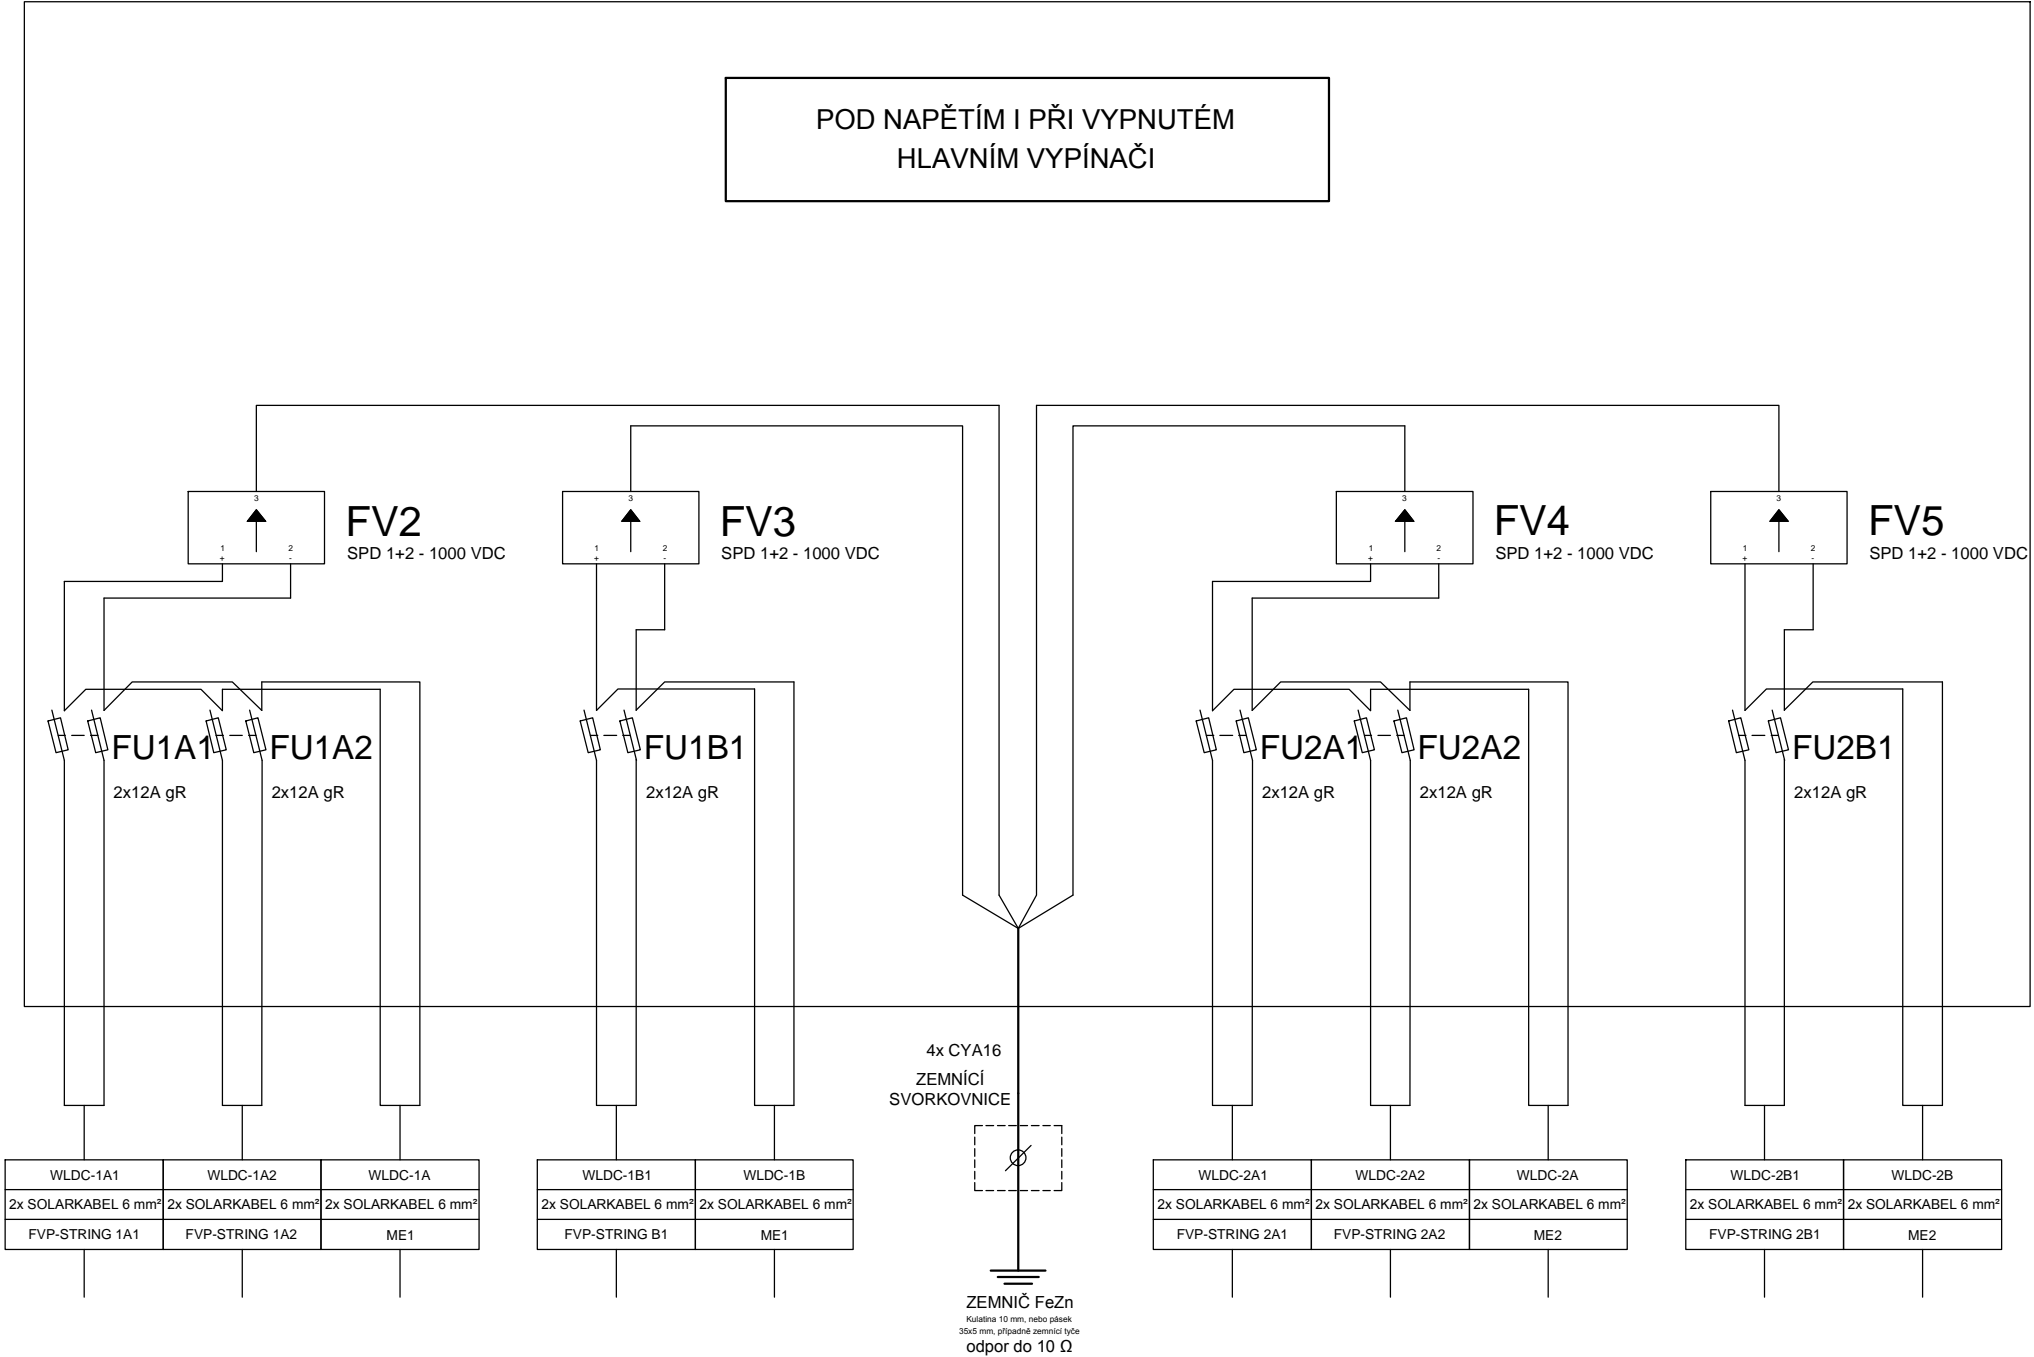 POD NAPĚTÍM I PŘI VYPNUTÉM
HLAVNÍM VYPÍNAČI
3
1
+
2
-
FV2
SPD 1+2 - 1000 VDC
3
1
+
2
-
FV3
SPD 1+2 - 1000 VDC
3
1
+
2
-
FV4
SPD 1+2 - 1000 VDC
3
1
+
2
-
FV5
SPD 1+2 - 1000 VDC
FU1A1
2x12A gR
FU1A2
2x12A gR
FU1B1
2x12A gR
FU2A1
2x12A gR
FU2A2
2x12A gR
FU2B1
2x12A gR
4x CYA16
ZEMNÍCÍ
SVORKOVNICE
WLDC-1A1
2x SOLARKABEL 6 mm²
FVP-STRING 1A1
WLDC-1A2
2x SOLARKABEL 6 mm²
FVP-STRING 1A2
WLDC-1A
2x SOLARKABEL 6 mm²
ME1
WLDC-1B1
2x SOLARKABEL 6 mm²
FVP-STRING B1
WLDC-1B
2x SOLARKABEL 6 mm²
ME1
WLDC-2A1
2x SOLARKABEL 6 mm²
FVP-STRING 2A1
WLDC-2A2
2x SOLARKABEL 6 mm²
FVP-STRING 2A2
WLDC-2A
2x SOLARKABEL 6 mm²
ME2
WLDC-2B1
2x SOLARKABEL 6 mm²
FVP-STRING 2B1
WLDC-2B
2x SOLARKABEL 6 mm²
ME2
ZEMNIČ FeZn
Kulatina 10 mm, nebo pásek
35x5 mm, případně zemnící tyče
odpor do 10 Ω